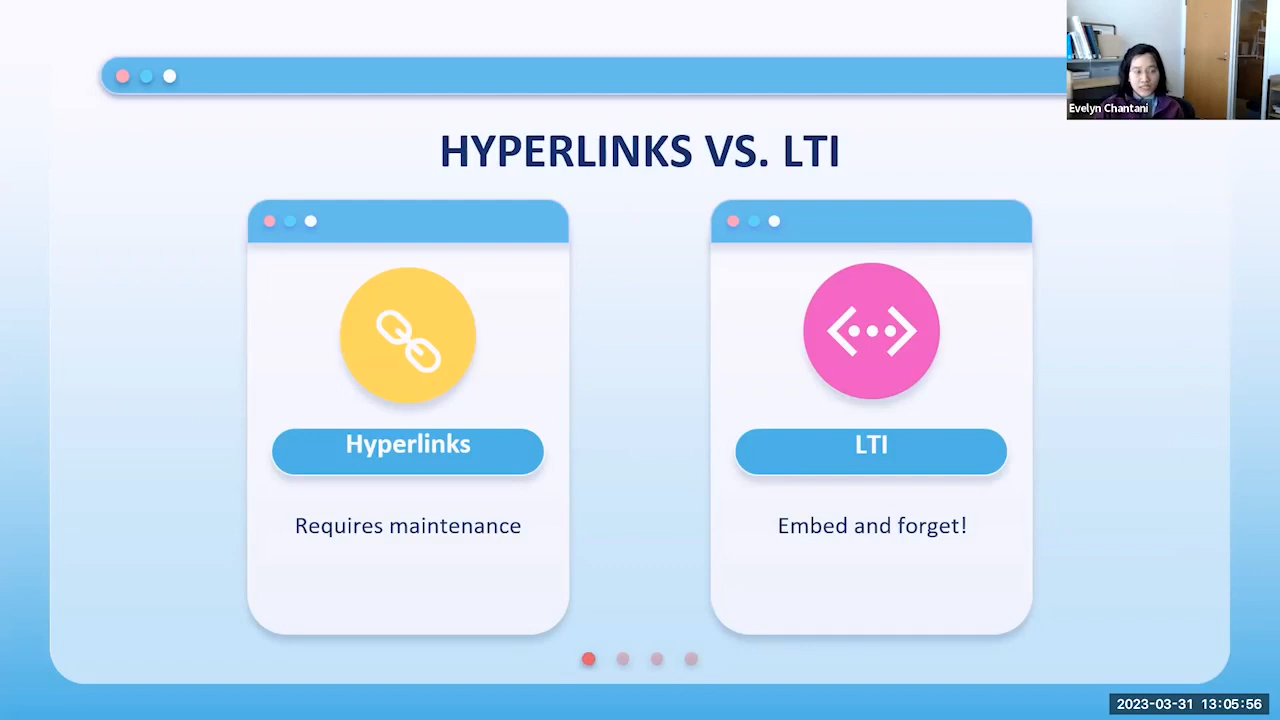 Evelyn Chantani
HYPERLINKS VS. LTI
Hyperlinks
Requires maintenance
LTI
Embed and forget!
2023-03-31 13:05:56